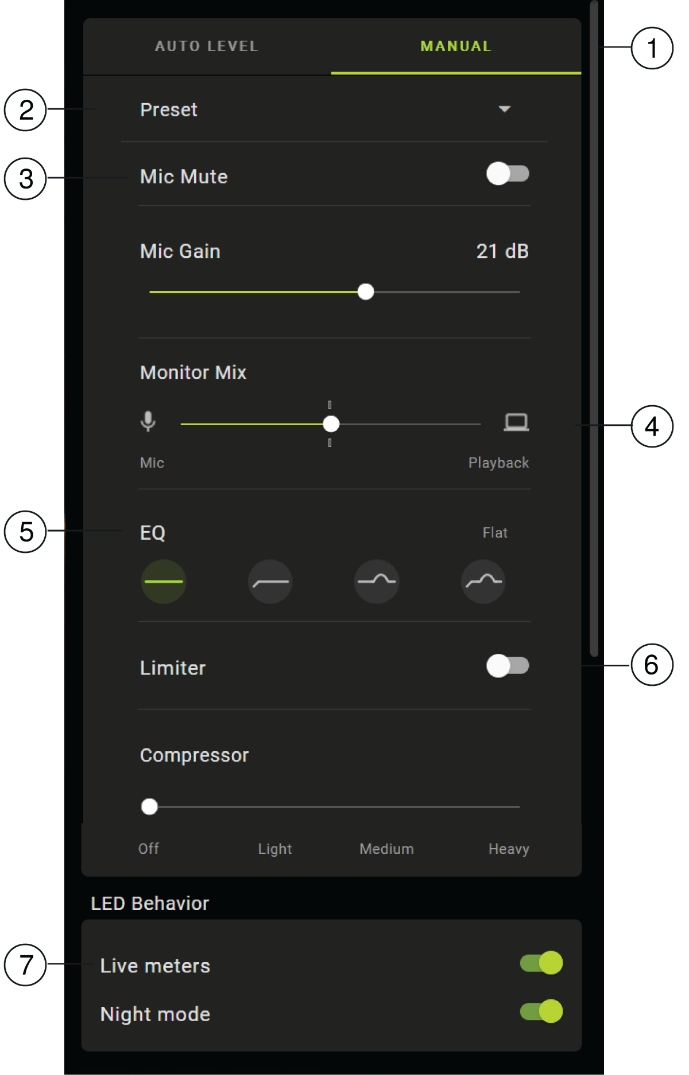 AUTO LEVEL MANUAL
1
2 Preset
3 Mic Mute
Mic Gain 21 dB
Monitor Mix
4
Mic Playback
5 EQ Flat
Limiter 6
Compressor
Off Light Medium Heavy
LED Behavior
7 Live meters
Night mode